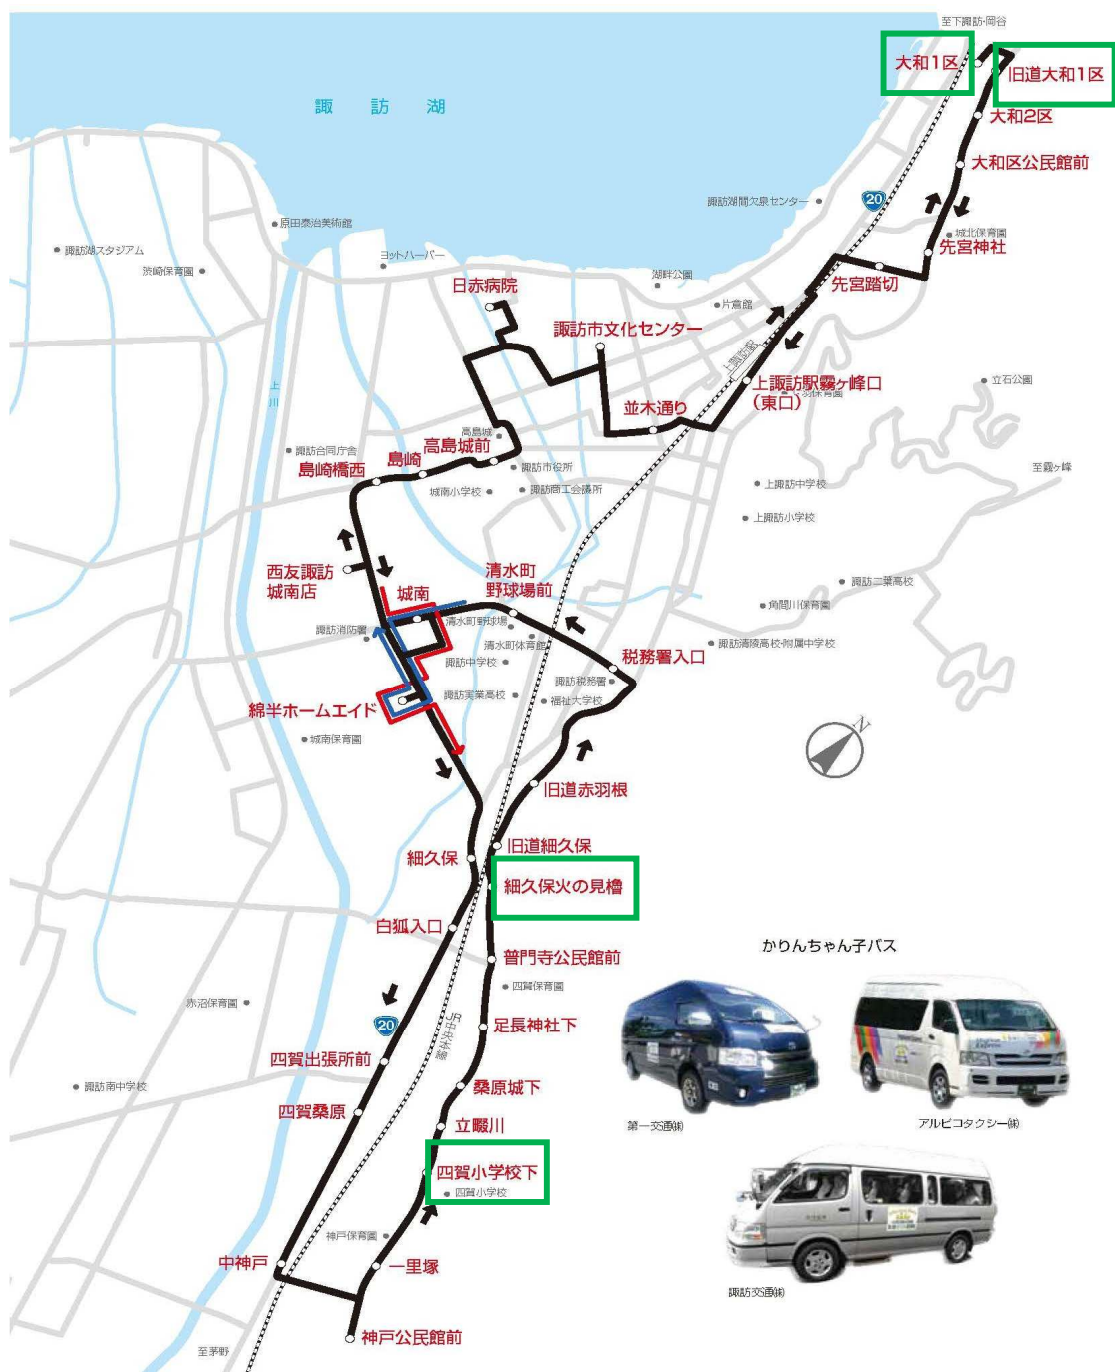 至下諏訪・岡谷
大和1区
旧道大和1区
諏訪湖
大和2区
大和区公民館前
諏訪湖間欠泉センター
20
原田泰治美術館
城北保育園
諏訪湖スタジアム
ヨットハーバー
先宮神社
渋崎保育園
湖畔公園
先宮踏切
日赤病院
片倉館
諏訪市文化センター
上諏訪駅
立石公園
上諏訪駅霧ヶ峰口
(東口)
並木通り
上川
高島城
高島城前
諏訪合同庁舎
島崎
諏訪市役所
至霧ヶ峰
島崎橋西
城南小学校
諏訪商工会議所
上諏訪中学校
上諏訪小学校
西友諏訪
城南店
清水町
野球場前
諏訪二葉高校
城南
角間川保育園
諏訪消防署
清水町野球場
清水町体育館
諏訪清陵高校・附属中学校
税務署入口
諏訪中学校
諏訪税務署
諏訪実業高校
福祉大学校
綿半ホームエイド
城南保育園
N
旧道赤羽根
旧道細久保
細久保
細久保火の見櫓
白狐入口
かりんちゃん子バス
普門寺公民館前
四賀保育園
赤沼保育園
20
足長神社下
JR中央本線
四賀出張所前
諏訪南中学校
桑原城下
四賀桑原
立畷川
第一交通㈱
アルピコタクシー㈱
四賀小学校下
四賀小学校
神戸保育園
中神戸
一里塚
諏訪交通㈱
神戸公民館前
至茅野